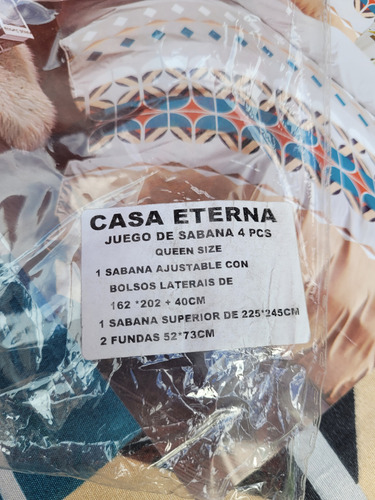 CASA ETERNA
JUEGO DE SABANA 4 PCS
QUEEN SIZE
1 SABANA AJUSTABLE CON
BOLSOS LATERAIS DE
162 *202 + 40CM
1 SABANA SUPERIOR DE 225*245CM
2 FUNDAS 52*73CM